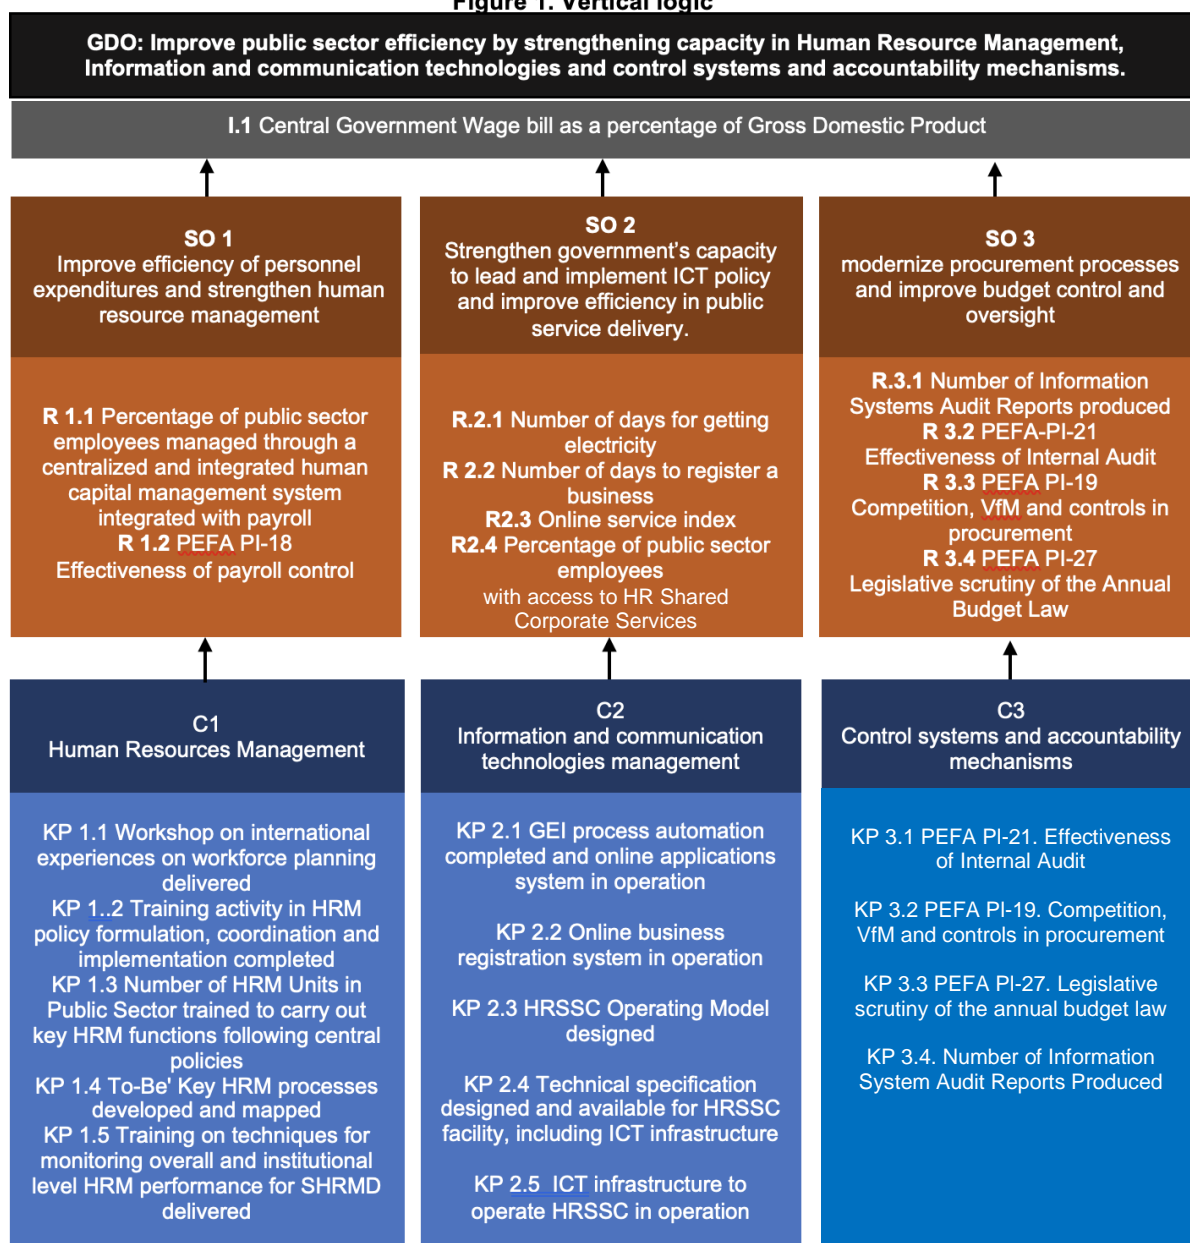 Figure 1. Vertical logic
GDO: Improve public sector efficiency by strengthening capacity in Human Resource Management,
Information and communication technologies and control systems and accountability mechanisms.
I.1 Central Government Wage bill as a percentage of Gross Domestic Product
SO 1
Improve efficiency of personnel
expenditures and strengthen human
resource management
R 1.1 Percentage of public sector
employees managed through a
centralized and integrated human
capital management system
integrated with payroll
R 1.2 PEFA PI-18
Effectiveness of payroll control
SO 2
Strengthen government's capacity
to lead and implement ICT policy
and improve efficiency in public
service delivery.
R.2.1 Number of days for getting
electricity
R 2.2 Number of days to register a
business
R2.3 Online service index
R2.4 Percentage of public sector
employees
with access to HR Shared
Corporate Services
SO 3
modernize procurement processes
and improve budget control and
oversight
R.3.1 Number of Information
Systems Audit Reports produced
R 3.2 PEFA-PI-21
Effectiveness of Internal Audit
R 3.3 PEFA PI-19
Competition, VfM and controls in
procurement
R 3.4 PEFA PI-27
Legislative scrutiny of the Annual
Budget Law
C1
Human Resources Management
KP 1.1 Workshop on international
experiences on workforce planning
delivered
KP 1..2 Training activity in HRM
policy formulation, coordination and
implementation completed
KP 1.3 Number of HRM Units in
Public Sector trained to carry out
key HRM functions following central
policies
KP 1.4 To-Be' Key HRM processes
developed and mapped
KP 1.5 Training on techniques for
monitoring overall and institutional
level HRM performance for SHRMD
delivered
C2
Information and communication
technologies management
KP 2.1 GEI process automation
completed and online applications
system in operation
KP 2.2 Online business
registration system in operation
KP 2.3 HRSSC Operating Model
designed
KP 2.4 Technical specification
designed and available for HRSSC
facility, including ICT infrastructure
KP 2.5  ICT infrastructure to
operate HRSSC in operation
C3
Control systems and accountability
mechanisms
KP 3.1 PEFA PI-21. Effectiveness
of Internal Audit
KP 3.2 PEFA PI-19. Competition,
VfM and controls in procurement
KP 3.3 PEFA PI-27. Legislative
scrutiny of the annual budget law
KP 3.4. Number of Information
System Audit Reports Produced